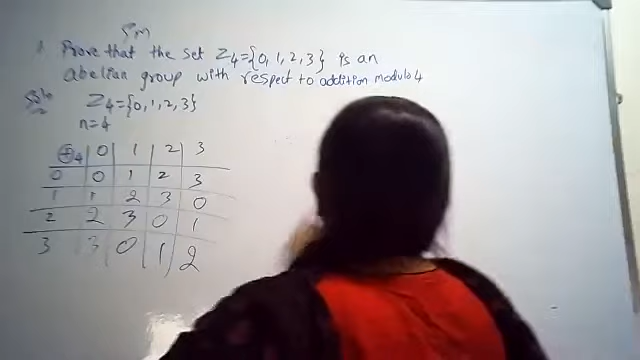 5m
1. Prove that the set Z4={0,1,2,3} is an
abelian group with respect to addition modulo 4
Soln Z4={0,1,2,3}
n=4
⊕4 0 1 2 3
0 0 1 2 3
1 1 2 3 0
2 2 3 0 1
3 3 0 1 2